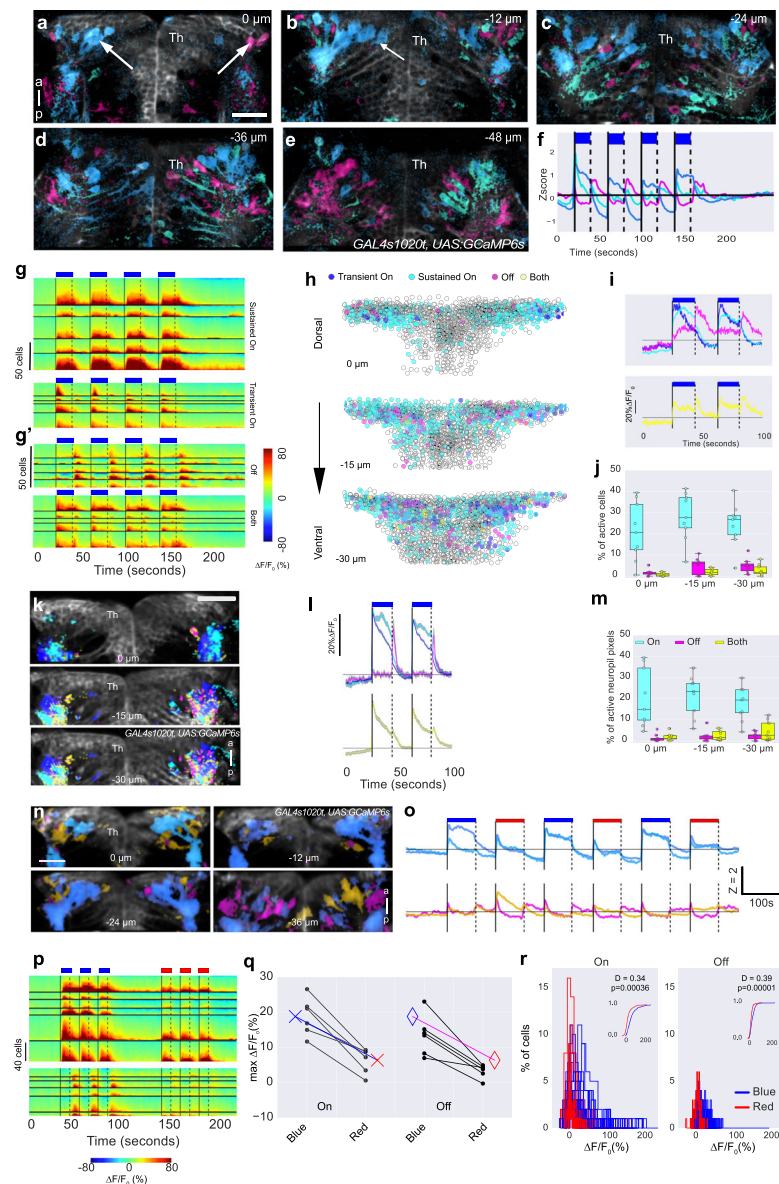 a
0 µm
Th
a
p
b
-12 µm
Th
c
-24 µm
Th
d
-36 µm
Th
e
-48 µm
GAL4s1020t, UAS:GCaMP6s
f
Zscore
2
1
0
-1
0 50 100 150 200
Time (seconds)
g
Sustained On
50 cells
Transient On
g'
Off
50 cells
Both
0 50 100 150 200
Time (seconds)
80
0
-80
ΔF/F0 (%)
h
Transient On Sustained On Off Both
Dorsal
0 µm
-15 µm
Ventral
-30 µm
i
20%ΔF/F0
0 50 100
Time (seconds)
j
% of active cells
50
40
30
20
10
0
0 µm -15 µm -30 µm
k
Th
0 µm
Th
-15 µm
GAL4s1020t, UAS:GCaMP6s
Th
-30 µm
a
p
l
20%ΔF/F0
0 50 100
Time (seconds)
m
On Off Both
% of active neuropil pixels
50
40
30
20
10
0
0 µm -15 µm -30 µm
n
GAL4s1020t, UAS:GCaMP6s
Th
0 µm
-12 µm
-24 µm
-36 µm
a
p
o
Z = 2
100s
p
40 cells
0 50 100 150 200
Time (seconds)
-80 0 80
ΔF/F0 (%)
q
max ΔF/F0(%)
30
20
10
0
−10
On Off
Blue Red Blue Red
r
On Off
% of cells
15
10
5
0
D = 0.34
p=0.00036
1.0
0 200
D = 0.39
p=0.00001
1.0
0 200
10
5
0
Blue
Red
0 100 200
ΔF/F0(%)
0 100 200
ΔF/F0(%)